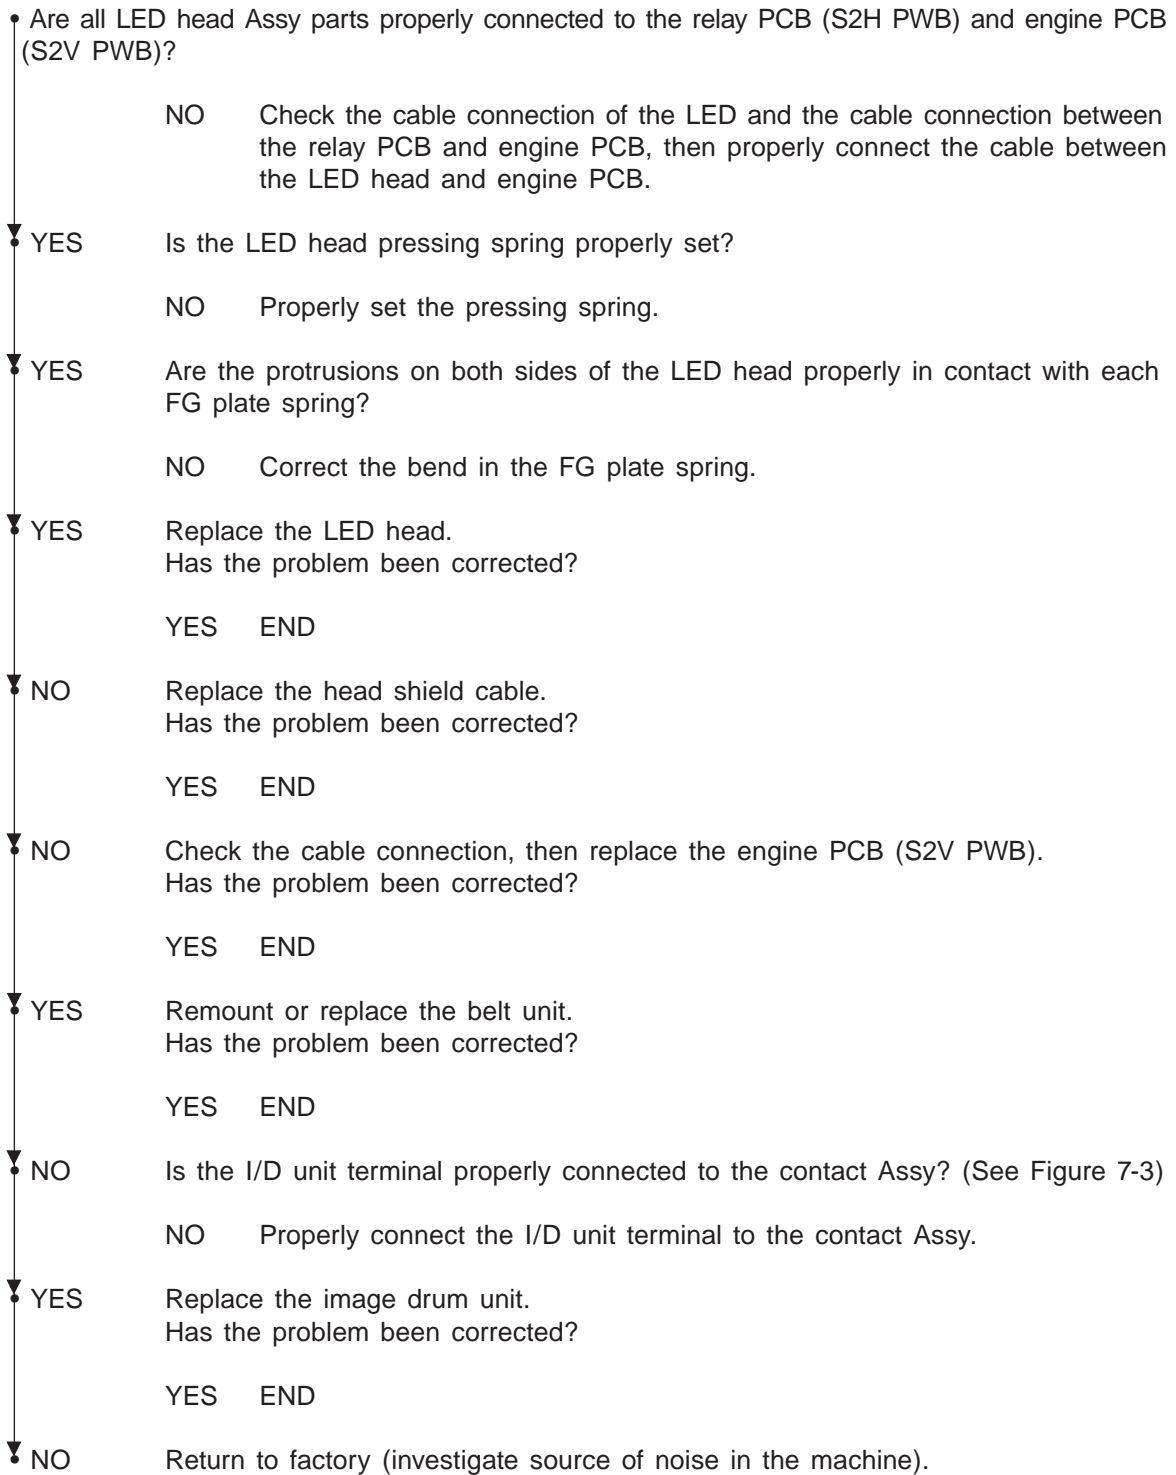 Are all LED head Assy parts properly connected to the relay PCB (S2H PWB) and engine PCB
(S2V PWB)?
NO Check the cable connection of the LED and the cable connection between
the relay PCB and engine PCB, then properly connect the cable between
the LED head and engine PCB.
YES Is the LED head pressing spring properly set?
NO Properly set the pressing spring.
YES Are the protrusions on both sides of the LED head properly in contact with each
FG plate spring?
NO Correct the bend in the FG plate spring.
YES Replace the LED head.
Has the problem been corrected?
YES END
NO Replace the head shield cable.
Has the problem been corrected?
YES END
NO Check the cable connection, then replace the engine PCB (S2V PWB).
Has the problem been corrected?
YES END
YES Remount or replace the belt unit.
Has the problem been corrected?
YES END
NO Is the I/D unit terminal properly connected to the contact Assy? (See Figure 7-3)
NO Properly connect the I/D unit terminal to the contact Assy.
YES Replace the image drum unit.
Has the problem been corrected?
YES END
NO Return to factory (investigate source of noise in the machine).